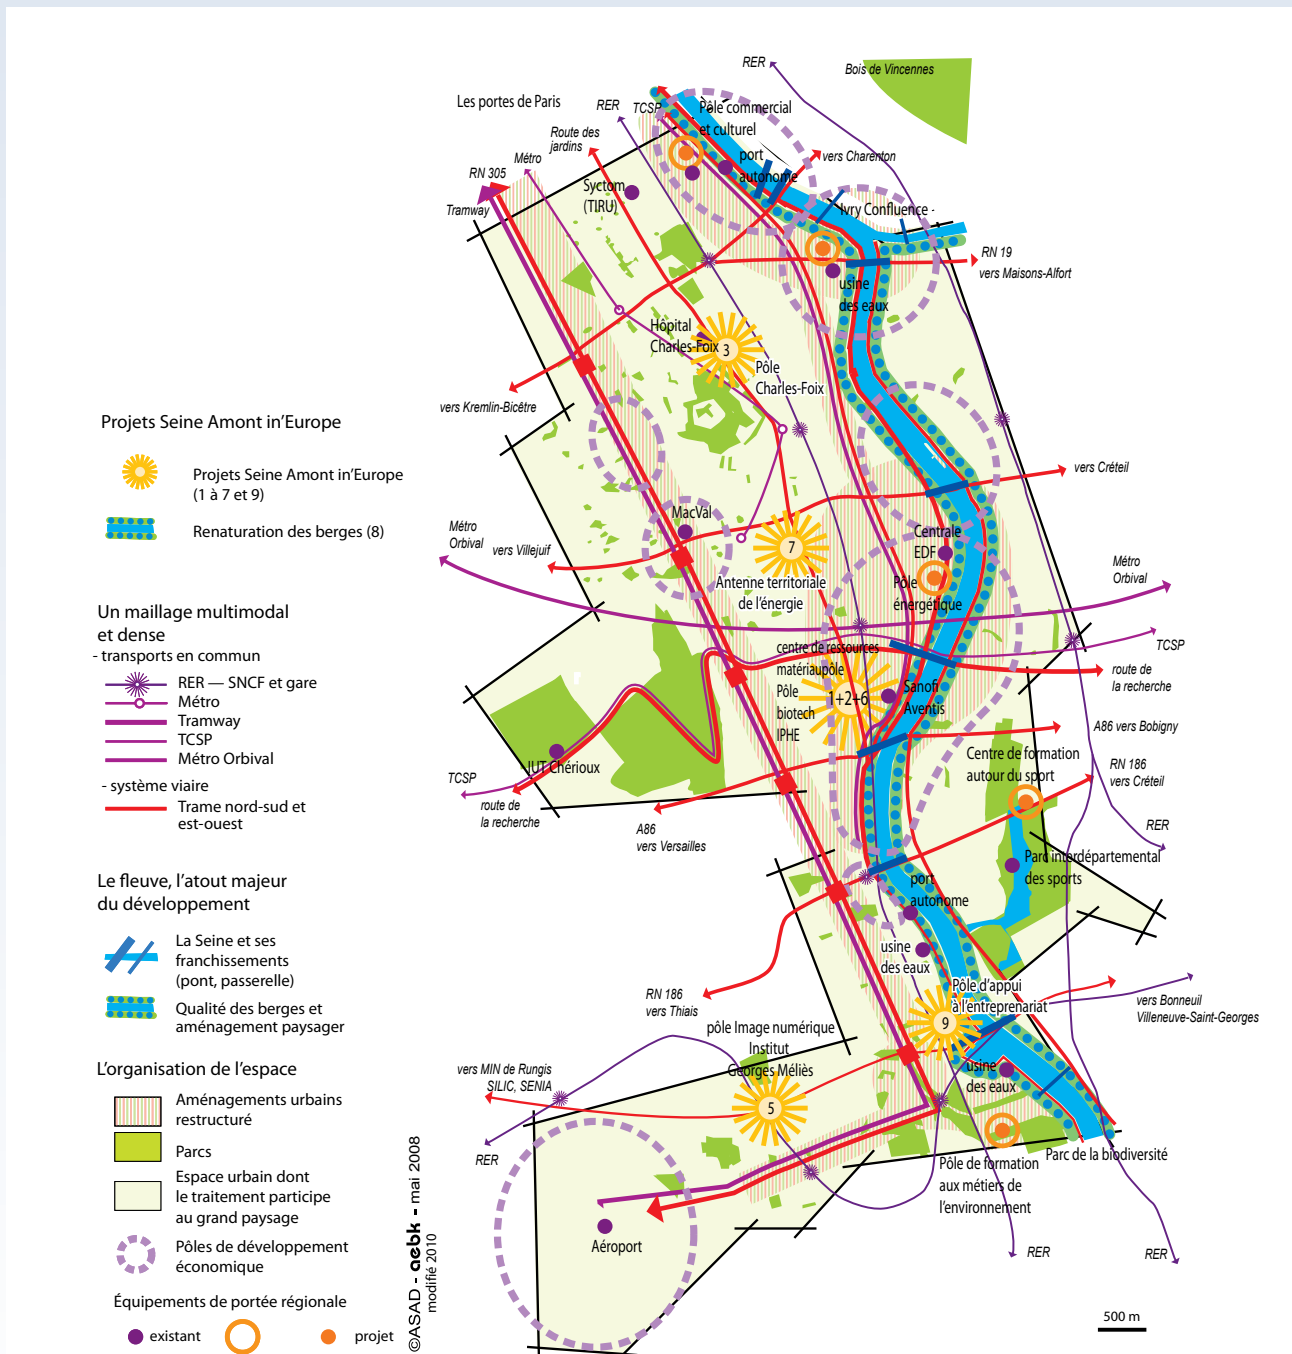 RER
Bois de Vincennes
Les portes de Paris
RER
TCSP
Pôle commercial
et culturel
Route des
jardins
port
autonome
vers Charenton
Métro
RN 305
Syctom
(TIRU)
Tramway
Ivry Confluence -
RN 19
vers Maisons-Alfort
usine
des eaux
Hôpital
Charles-Foix
3
Pôle
Charles-Foix
vers Kremlin-Bicêtre
Projets Seine Amont in'Europe
Projets Seine Amont in'Europe
(1 à 7 et 9)
Renaturation des berges (8)
vers Créteil
MacVal
Métro
Orbival
vers Villejuif
7
Centrale
EDF
Antenne territoriale
de l'énergie
Pôle
énergétique
Métro
Orbival
Un maillage multimodal
et dense
- transports en commun
RER — SNCF et gare
Métro
Tramway
TCSP
Métro Orbival
- système viaire
Trame nord-sud et
est-ouest
TCSP
centre de ressources
matériaupôle
Pôle
biotech
IPHE
1+2+6
Sanofi
Aventis
route de
la recherche
A86 vers Bobigny
IUT Chérioux
Centre de formation
autour du sport
RN 186
vers Créteil
TCSP
route de
la recherche
A86
vers Versailles
RER
Parc interdépartemental
des sports
Le fleuve, l'atout majeur
du développement
La Seine et ses
franchissements
(pont, passerelle)
Qualité des berges et
aménagement paysager
port
autonome
usine
des eaux
RN 186
vers Thiais
Pôle d'appui
à l'entreprenariat
9
vers Bonneuil
Villeneuve-Saint-Georges
pôle Image numérique
Institut
Georges Méliès
5
vers MIN de Rungis
SILIC, SENIA
usine
des eaux
L'organisation de l'espace
Aménagements urbains
restructuré
Parcs
Espace urbain dont
le traitement participe
au grand paysage
Pôles de développement
économique
Équipements de portée régionale
existant
projet
RER
Parc de la biodiversité
Pôle de formation
aux métiers de
l'environnement
Aéroport
RER
RER
©ASAD - aebk - mai 2008
modifié 2010
500 m